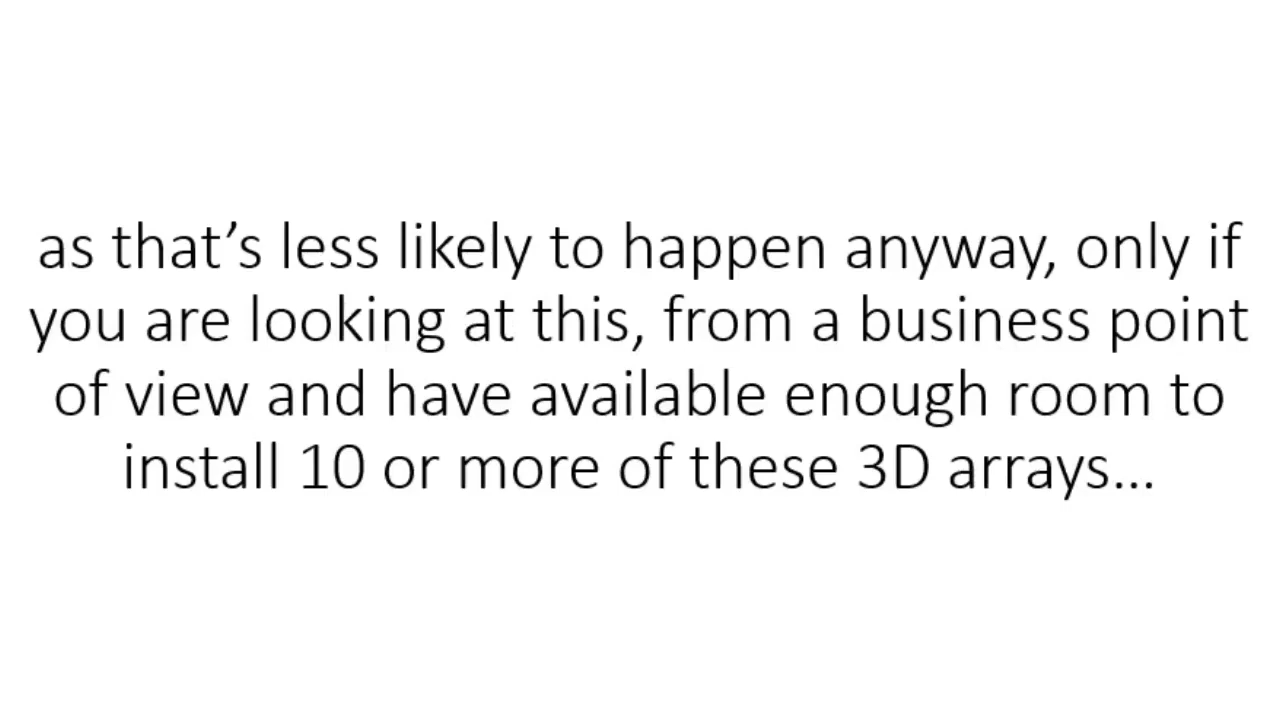 as that’s less likely to happen anyway, only if
you are looking at this, from a business point
of view and have available enough room to
install 10 or more of these 3D arrays...